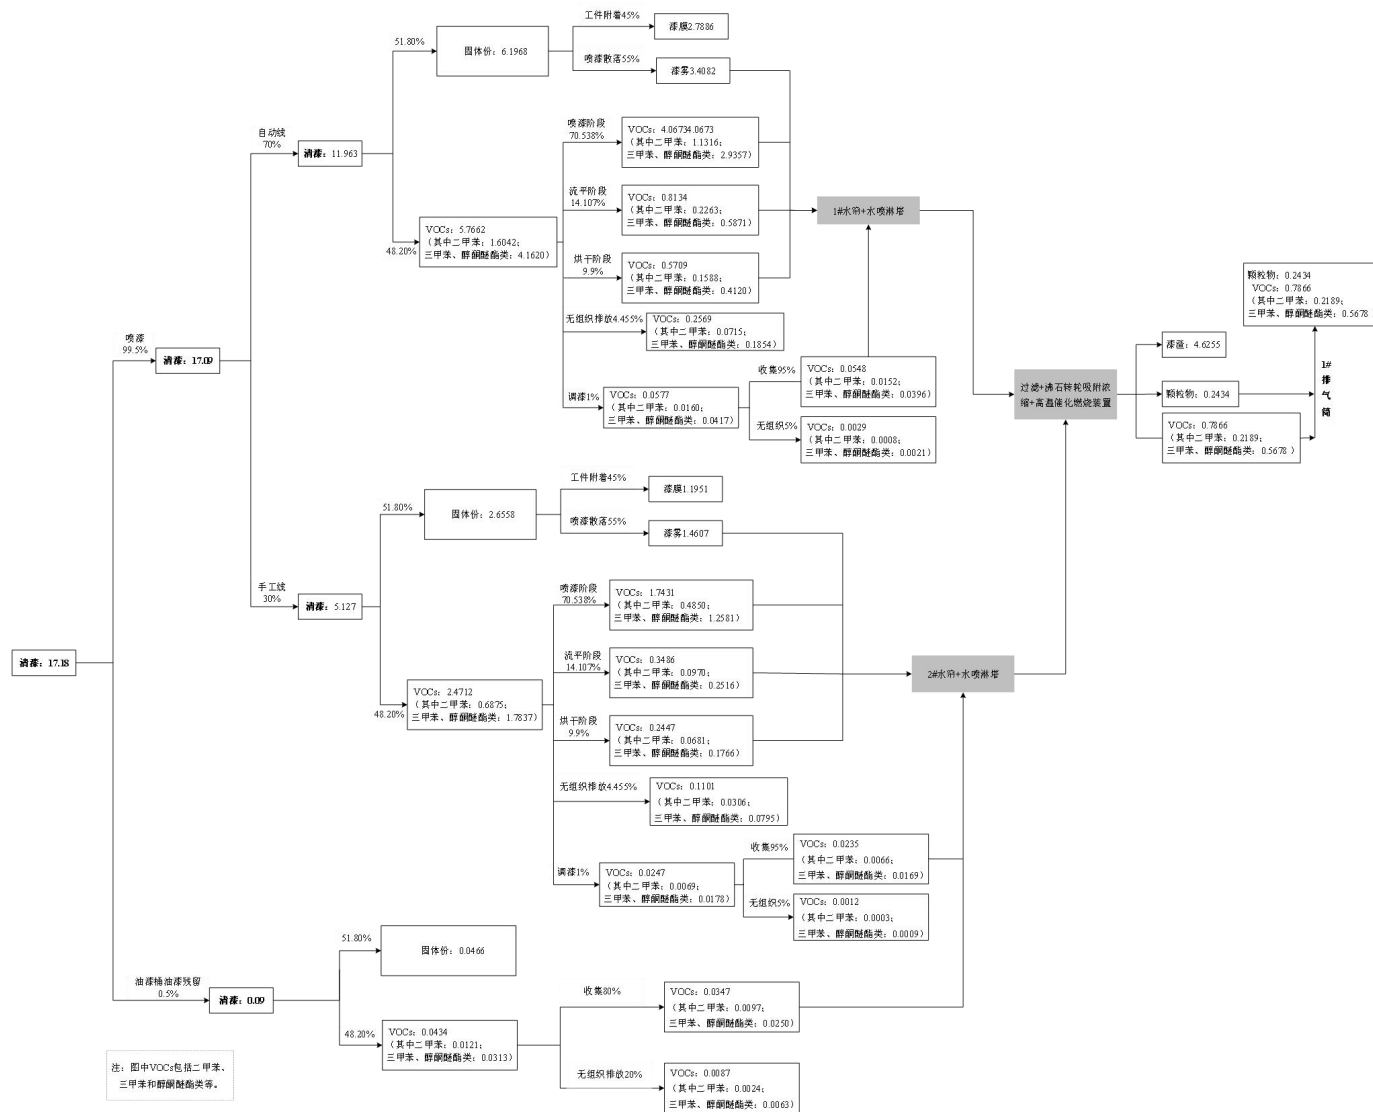 工件附着45%
漆膜2.7886
51.80%
固体份：6.1968
喷漆散落55%
漆雾3.4082
自动线
70%
清漆：11.963
喷漆阶段
70.538%
VOCs：4.06734.0673
（其中二甲苯：1.1316；
三甲苯、醇酮醚酯类：2.9357）
流平阶段
14.107%
VOCs：0.8134
（其中二甲苯：0.2263；
三甲苯、醇酮醚酯类：0.5871）
1#水帘+水喷淋塔
48.20%
VOCs：5.7662
（其中二甲苯：1.6042；
三甲苯、醇酮醚酯类：4.1620）
烘干阶段
9.9%
VOCs：0.5709
（其中二甲苯：0.1588；
三甲苯、醇酮醚酯类：0.4120）
无组织排放4.455%
VOCs：0.2569
（其中二甲苯：0.0715；
三甲苯、醇酮醚酯类：0.1854）
喷漆
99.5%
清漆：17.09
调漆1%
VOCs：0.0577
（其中二甲苯：0.0160；
三甲苯、醇酮醚酯类：0.0417）
收集95%
VOCs：0.0548
（其中二甲苯：0.0152；
三甲苯、醇酮醚酯类：0.0396）
无组织5%
VOCs：0.0029
（其中二甲苯：0.0008；
三甲苯、醇酮醚酯类：0.0021）
过滤+沸石转轮吸附浓
缩+高温催化燃烧装置
颗粒物：0.2434
VOCs：0.7866
（其中二甲苯：0.2189；
三甲苯、醇酮醚酯类：0.5678
漆渣：4.6255
颗粒物：0.2434
VOCs：0.7866
（其中二甲苯：0.2189；
三甲苯、醇酮醚酯类：0.5678）
1#排气筒
工件附着45%
漆膜1.1951
51.80%
固体份：2.6558
喷漆散落55%
漆雾1.4607
手工线
30%
清漆：5.127
喷漆阶段
70.538%
VOCs：1.7431
（其中二甲苯：0.4850；
三甲苯、醇酮醚酯类：1.2581）
清漆：17.18
流平阶段
14.107%
VOCs：0.3486
（其中二甲苯：0.0970；
三甲苯、醇酮醚酯类：0.2516）
2#水帘+水喷淋塔
48.20%
VOCs：2.4712
（其中二甲苯：0.6875；
三甲苯、醇酮醚酯类：1.7837）
烘干阶段
9.9%
VOCs：0.2447
（其中二甲苯：0.0681；
三甲苯、醇酮醚酯类：0.1766）
无组织排放4.455%
VOCs：0.1101
（其中二甲苯：0.0306；
三甲苯、醇酮醚酯类：0.0795）
调漆1%
VOCs：0.0247
（其中二甲苯：0.0069；
三甲苯、醇酮醚酯类：0.0178）
收集95%
VOCs：0.0235
（其中二甲苯：0.0066；
三甲苯、醇酮醚酯类：0.0169）
无组织5%
VOCs：0.0012
（其中二甲苯：0.0003；
三甲苯、醇酮醚酯类：0.0009）
51.80%
固体份：0.0466
油漆桶油漆残留
0.5%
清漆：0.09
48.20%
VOCs：0.0434
（其中二甲苯：0.0121；
三甲苯、醇酮醚酯类：0.0313）
收集80%
VOCs：0.0347
（其中二甲苯：0.0097；
三甲苯、醇酮醚酯类：0.0250）
无组织排放20%
VOCs：0.0087
（其中二甲苯：0.0024；
三甲苯、醇酮醚酯类：0.0063）
注：图中VOCs包括二甲苯、
三甲苯和醇酮醚酯类等。